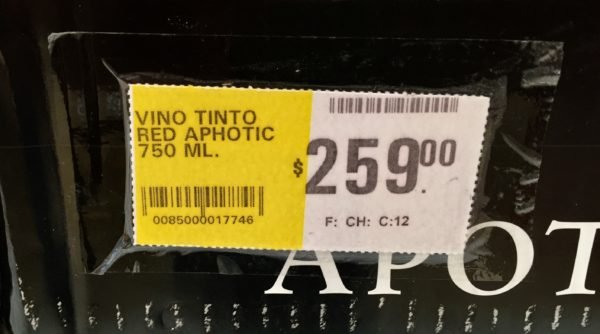 VINO TINTO
RED APHOTIC
750 ML.
0085000017746
$259.00
F: CH: C:12
APOT